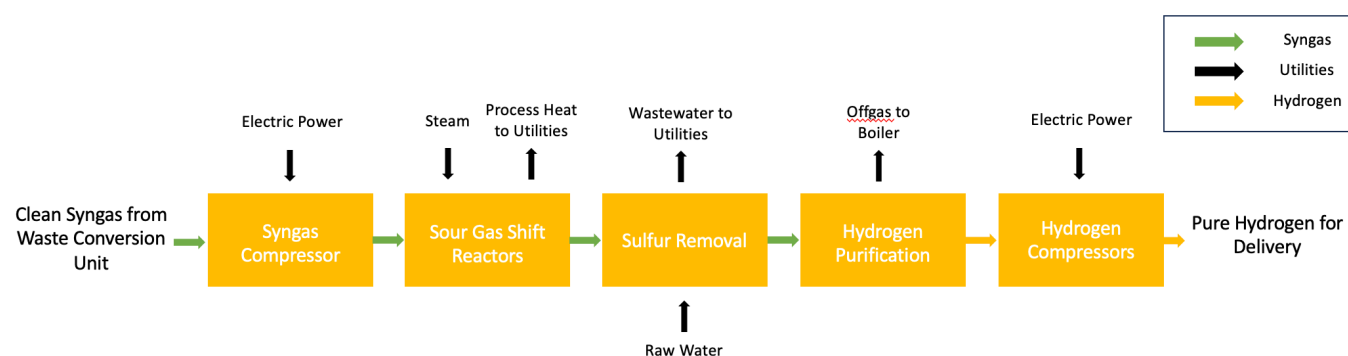 Syngas
Utilities
Hydrogen
Electric Power
Steam
Process Heat
to Utilities
Wastewater to
Utilities
Offgas to
Boiler
Electric Power
Clean Syngas from
Waste Conversion
Unit
Syngas
Compressor
Sour Gas Shift
Reactors
Sulfur Removal
Hydrogen
Purification
Hydrogen
Compressors
Pure Hydrogen for
Delivery
Raw Water